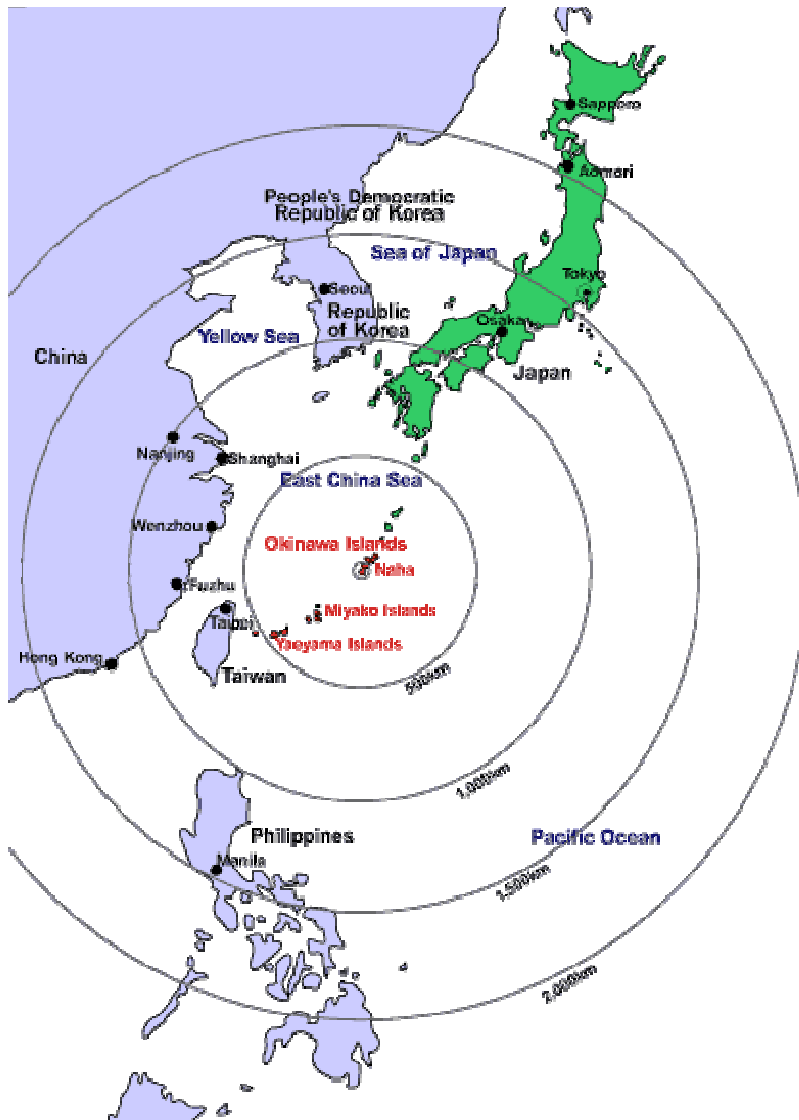 Sapporo
Aomori
People's Democratic
Republic of Korea
Sea of Japan
Tokyo
Seoul
Republic
of Korea
Osaka
Yellow Sea
China
Japan
Nanjing
Shanghai
East China Sea
Wenzhou
Okinawa Islands
Naha
Fuzhu
Taipei
Miyako Islands
Yaeyama Islands
Hong Kong
Taiwan
500km
1,000km
Philippines
Pacific Ocean
Manila
1,500km
2,000km